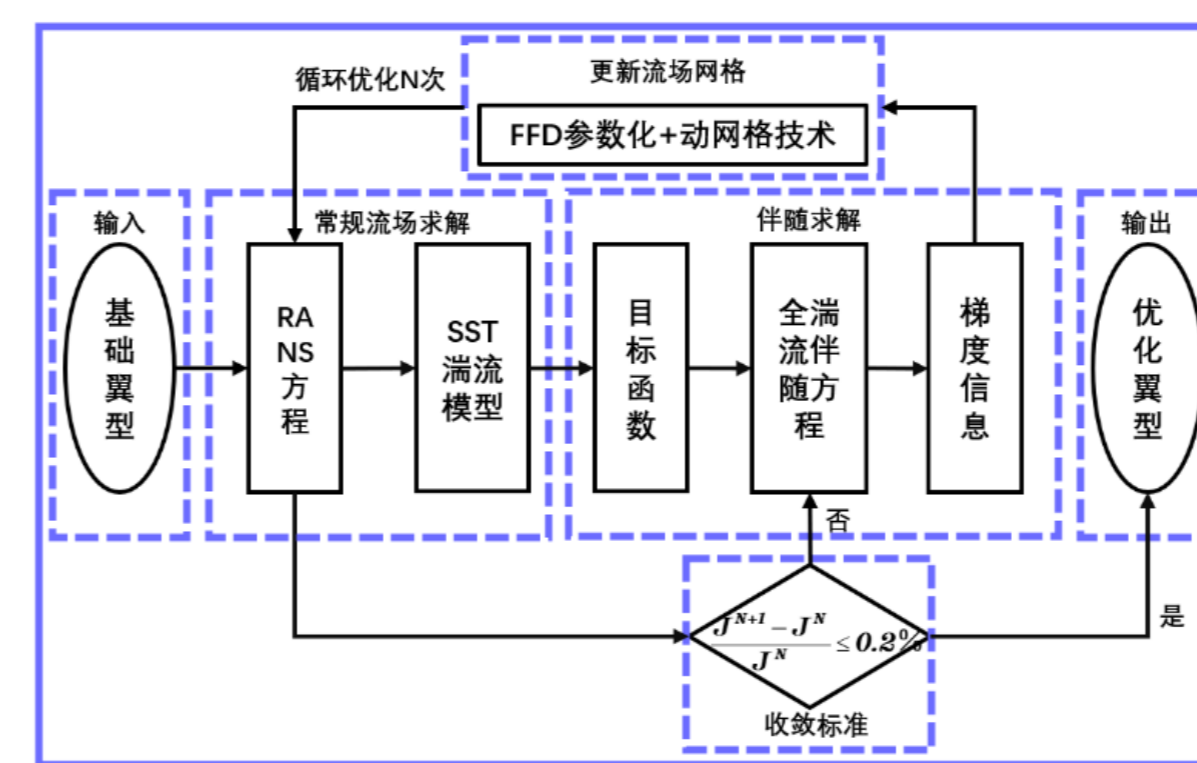 循环优化N次
更新流场网格
FFD参数化+动网格技术
输入
常规流场求解
伴随求解
输出
基
础
翼
型
RA
NS
方
程
SST
湍流
模型
目
标
函
数
全湍
流伴
随方
程
梯
度
信
息
优
化
翼
型
否
是
J^{N+1} − J^N
J^N
≤ 0.2%
收敛标准